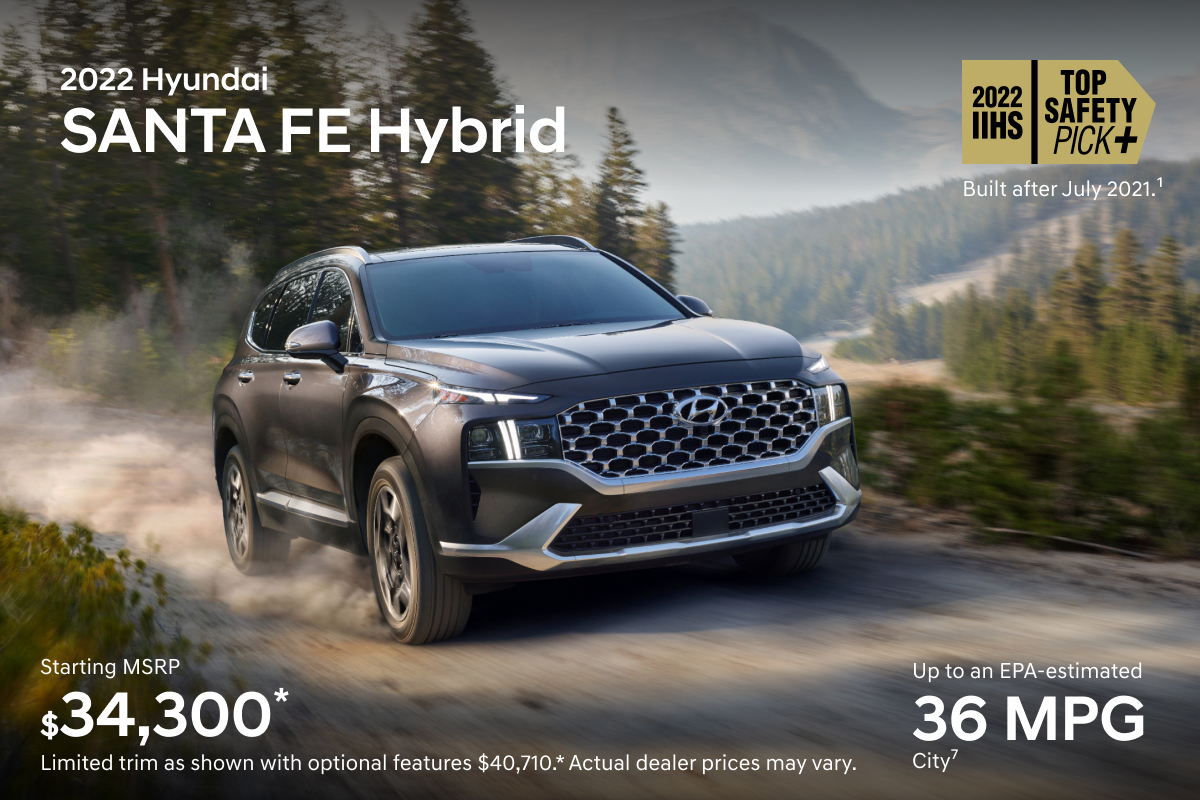 2022 Hyundai
SANTA FE Hybrid
2022
IIHS
TOP
SAFETY
PICK+
Built after July 2021.¹
Starting MSRP
$34,300*
Limited trim as shown with optional features $40,710.* Actual dealer prices may vary.
Up to an EPA-estimated
36 MPG
City⁷